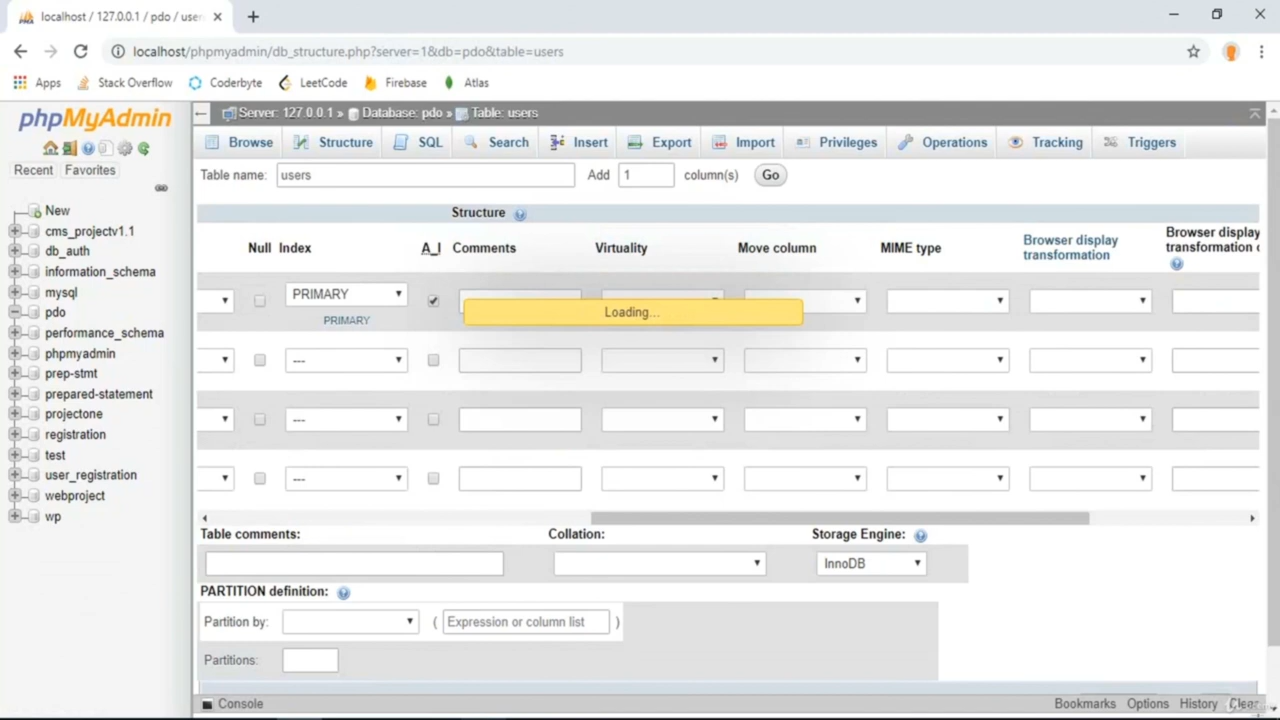 localhost / 127.0.0.1 / pdo / user
localhost/phpmyadmin/db_structure.php?server=1&db=pdo&table=users
Apps Stack Overflow Coderbyte LeetCode Firebase Atlas
phpMyAdmin
Recent Favorites
New
cms_projectv1.1
db_auth
information_schema
mysql
pdo
performance_schema
phpmyadmin
prep-stmt
prepared-statement
projectone
registration
test
user_registration
webproject
wp
Server: 127.0.0.1 » Database: pdo » Table: users
Browse Structure SQL Search Insert Export Import Privileges Operations Tracking Triggers
Table name: users Add 1 column(s) Go
Structure
Null Index A_I Comments Virtuality Move column MIME type Browser display transformation Browser display transformation o
PRIMARY
PRIMARY
Loading...
---
---
---
Table comments: Collation: Storage Engine:
InnoDB
PARTITION definition:
Partition by: ( Expression or column list )
Partitions:
Console Bookmarks Options History Clear